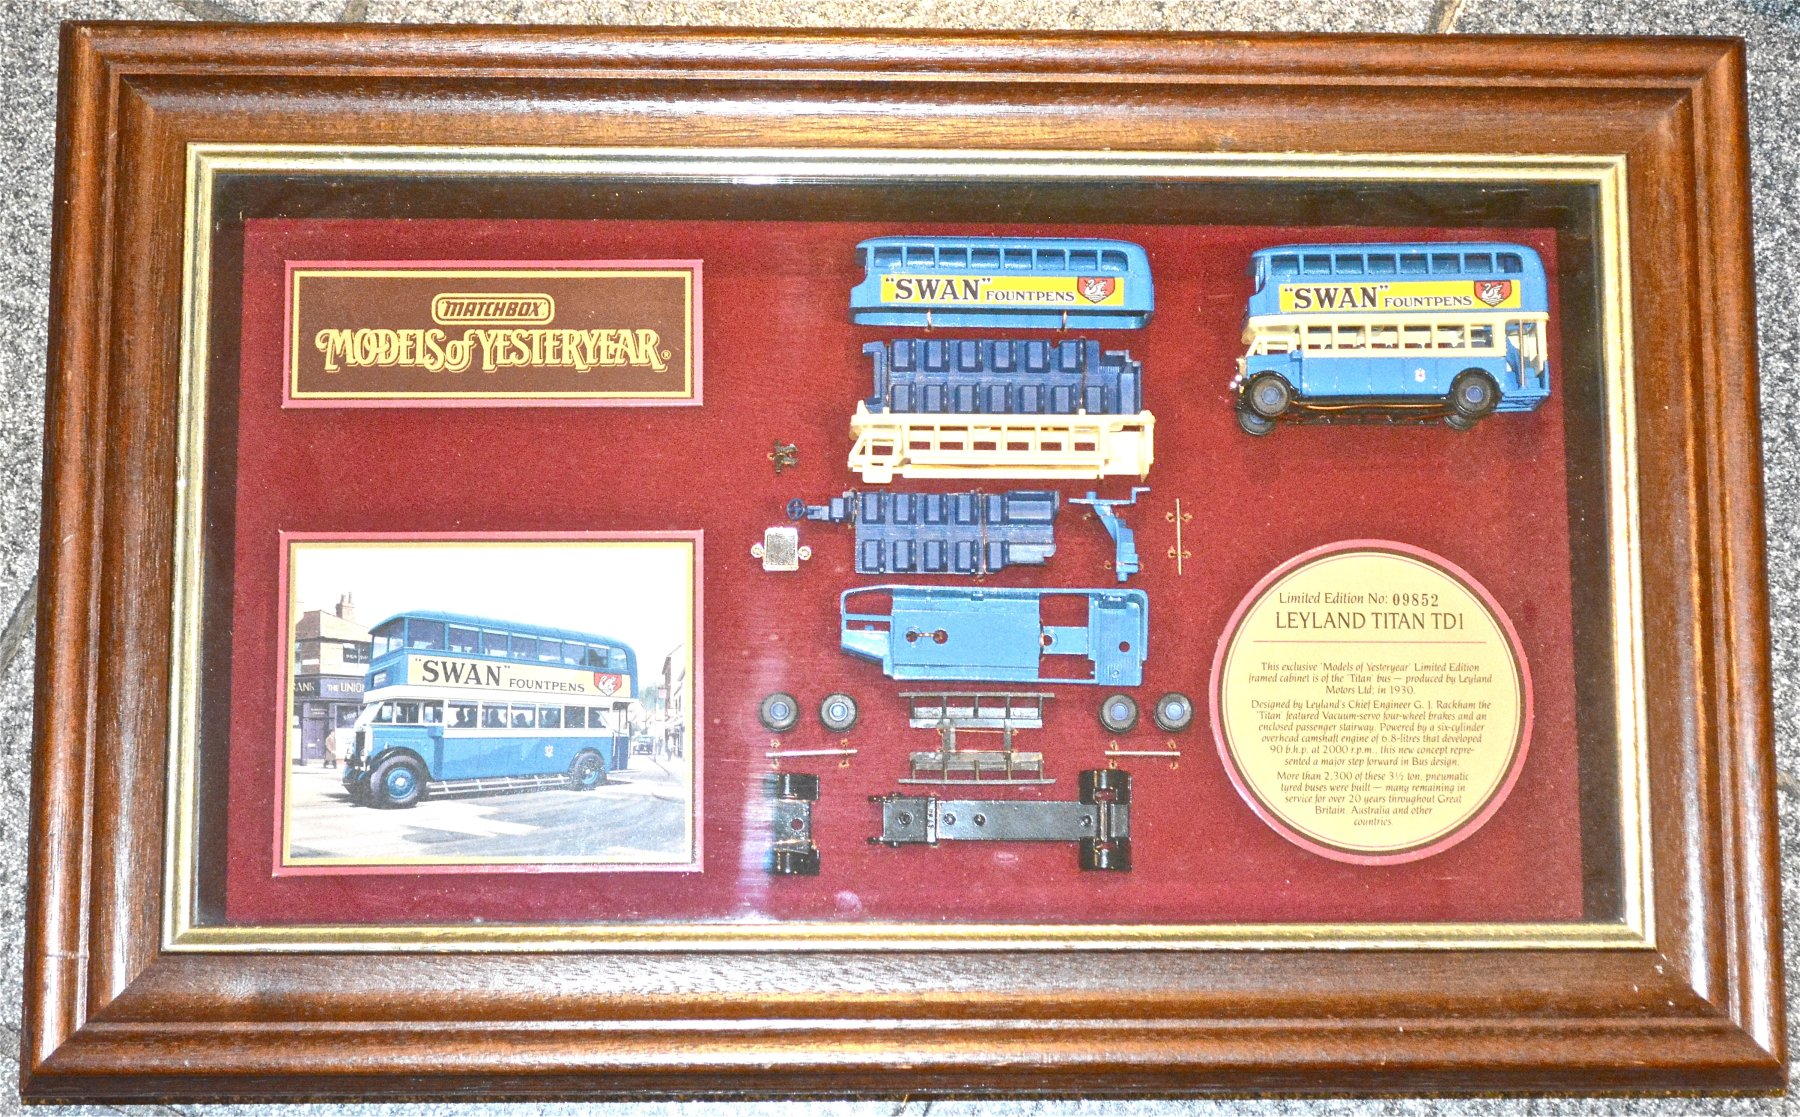 MATCHBOX
MODELS of YESTERYEAR ®
"SWAN" FOUNTPENS
"SWAN" FOUNTPENS
"SWAN" FOUNTPENS
THE UNION
Limited Edition No: 09852
LEYLAND TITAN TD1
This exclusive 'Models of Yesteryear' Limited Edition
framed cabinet is of the 'Titan' bus — produced by Leyland
Motors Ltd; in 1930.
Designed by Leyland's Chief Engineer G. J. Rackham the
'Titan' featured Vacuum-servo four-wheel brakes and an
enclosed passenger stairway. Powered by a six-cylinder
overhead camshaft engine of 6.8-litres that developed
90 b.h.p. at 2000 r.p.m., this new concept repre-
sented a major step forward in Bus design.
More than 2,300 of these 3½ ton, pneumatic
tyred buses were built — many remaining in
service for over 20 years throughout Great
Britain, Australia and other
countries.